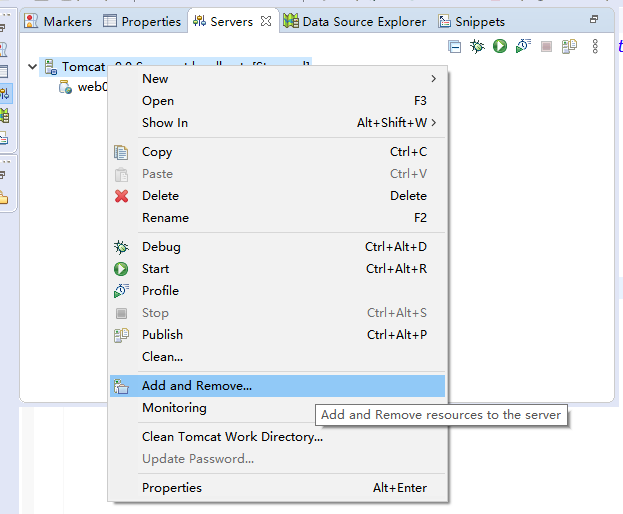 Markers Properties Servers Data Source Explorer Snippets
Tomcat
web0
New
Open F3
Show In Alt+Shift+W
Copy Ctrl+C
Paste Ctrl+V
Delete Delete
Rename F2
Debug Ctrl+Alt+D
Start Ctrl+Alt+R
Profile
Stop Ctrl+Alt+S
Publish Ctrl+Alt+P
Clean...
Add and Remove...
Monitoring
Add and Remove resources to the server
Clean Tomcat Work Directory...
Update Password...
Properties Alt+Enter